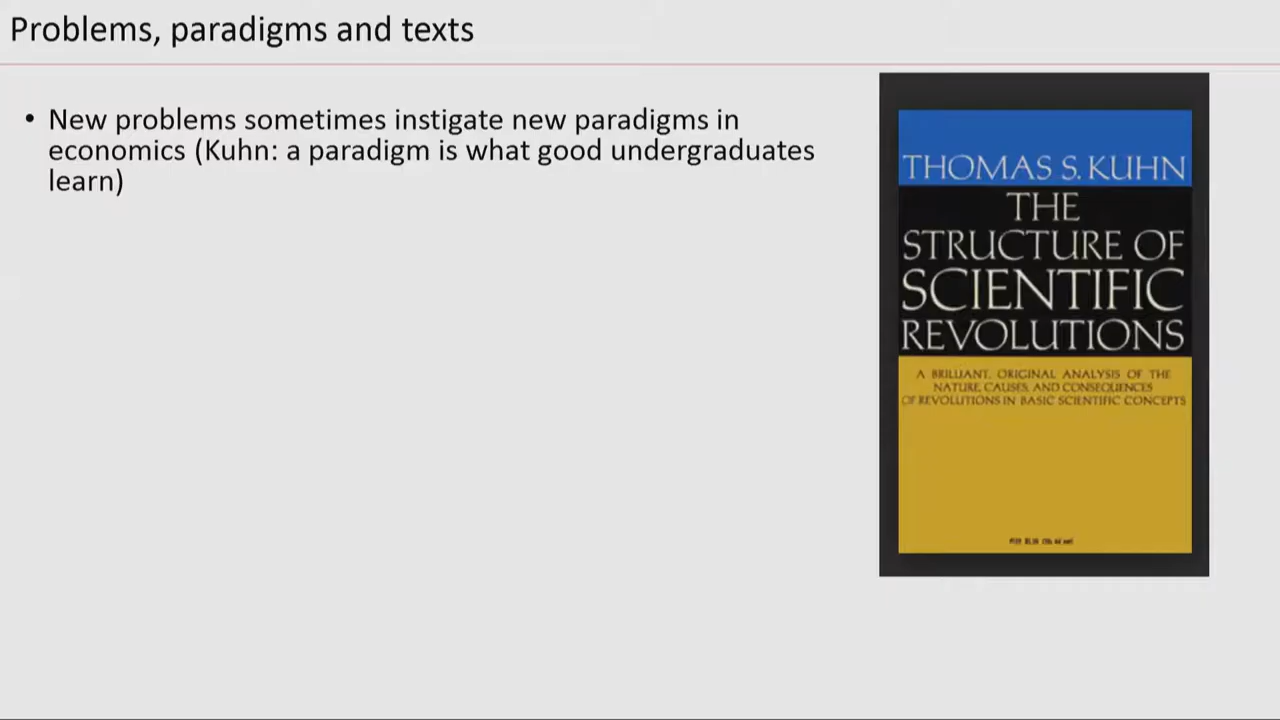 Problems, paradigms and texts
• New problems sometimes instigate new paradigms in
economics (Kuhn: a paradigm is what good undergraduates
learn)
THOMAS S. KUHN
THE
STRUCTURE OF
SCIENTIFIC
REVOLUTIONS
A BRILLIANT, ORIGINAL ANALYSIS OF THE
NATURE, CAUSES, AND CONSEQUENCES
OF REVOLUTIONS IN BASIC SCIENTIFIC CONCEPTS